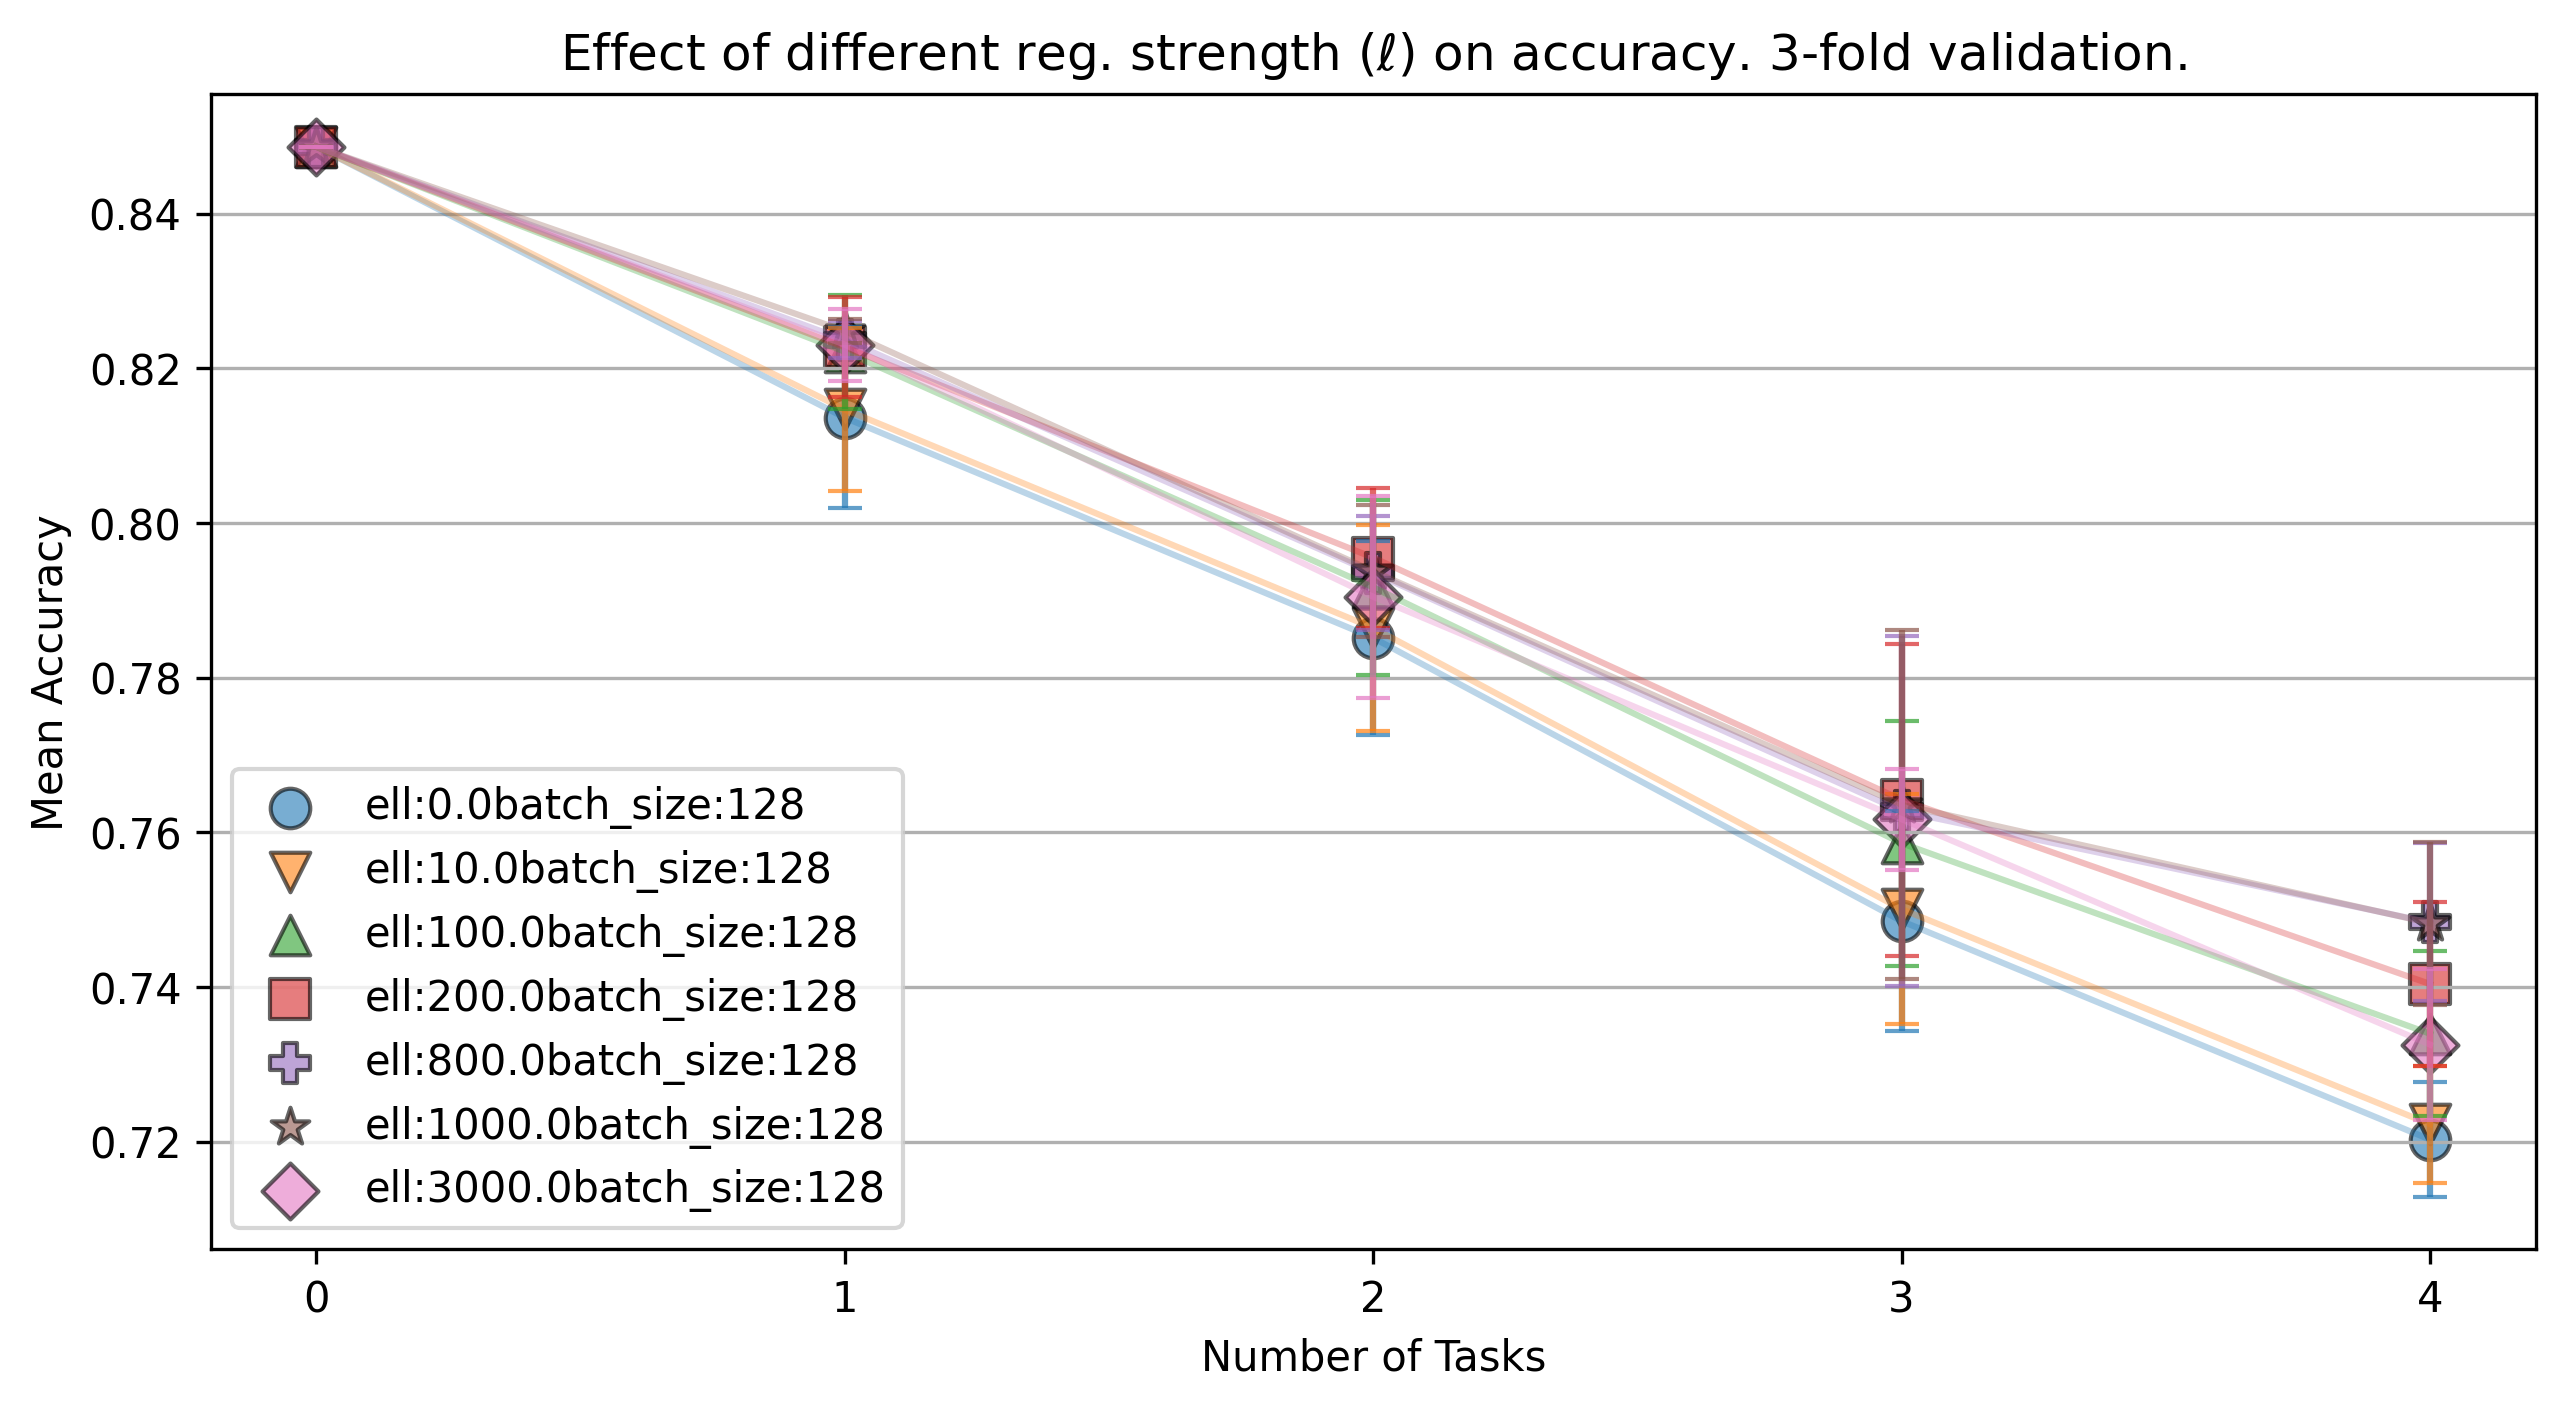 Effect of different reg. strength (ℓ) on accuracy. 3-fold validation.
Mean Accuracy
0.84
0.82
0.80
0.78
0.76
0.74
0.72
ell:0.0batch_size:128
ell:10.0batch_size:128
ell:100.0batch_size:128
ell:200.0batch_size:128
ell:800.0batch_size:128
ell:1000.0batch_size:128
ell:3000.0batch_size:128
0 1 2 3 4
Number of Tasks